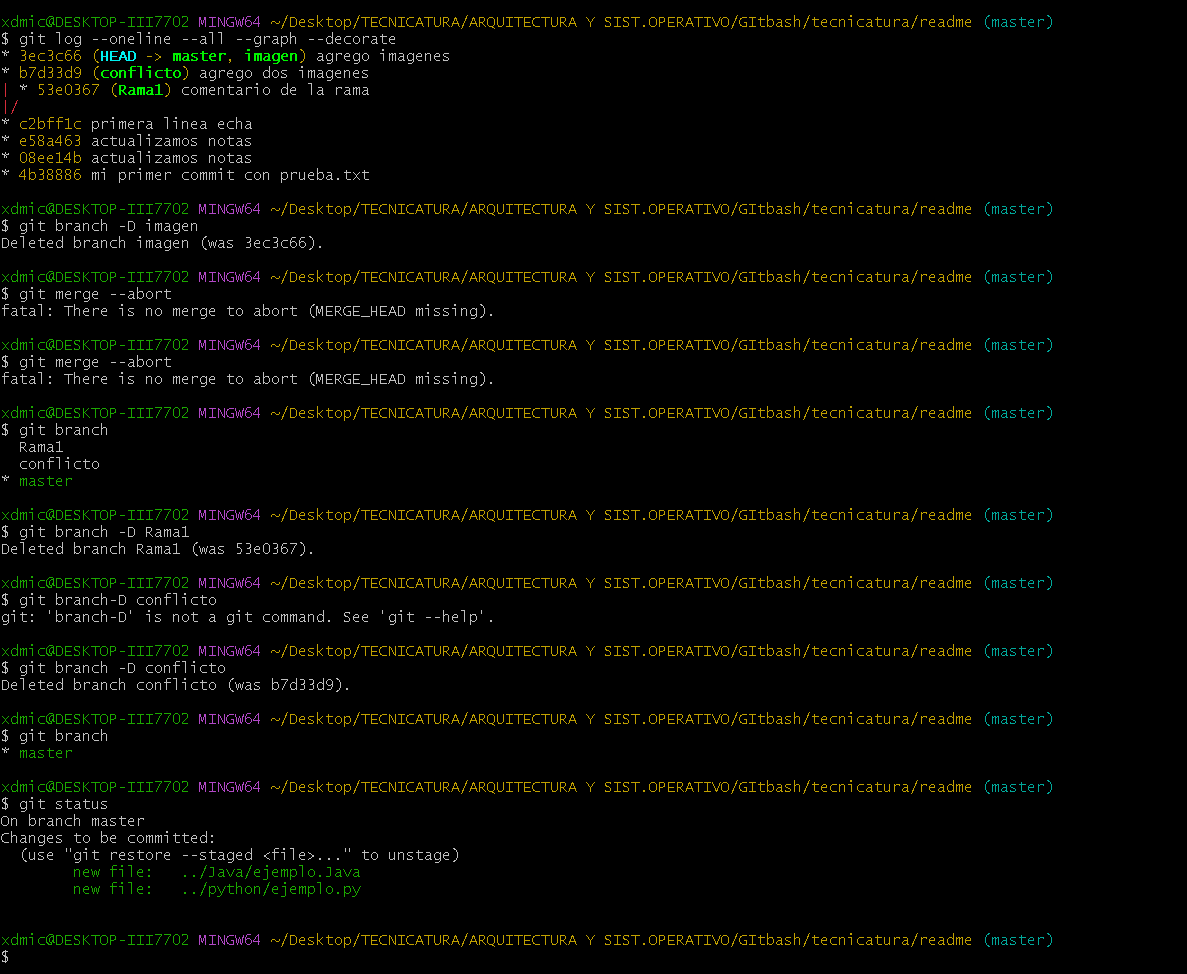 xdmic@DESKTOP-III7702 MINGW64 ~/Desktop/TECNICATURA/ARQUITECTURA Y SIST.OPERATIVO/GItbash/tecnicatura/readme (master)
$ git log --oneline --all --graph --decorate
* 3ec3c66 (HEAD -> master, imagen) agrego imagenes
* b7d33d9 (conflicto) agrego dos imagenes
| * 53e0367 (Rama1) comentario de la rama
|/
* c2bff1c primera linea echa
* e58a463 actualizamos notas
* 08ee14b actualizamos notas
* 4b38886 mi primer commit con prueba.txt
xdmic@DESKTOP-III7702 MINGW64 ~/Desktop/TECNICATURA/ARQUITECTURA Y SIST.OPERATIVO/GItbash/tecnicatura/readme (master)
$ git branch -D imagen
Deleted branch imagen (was 3ec3c66).
xdmic@DESKTOP-III7702 MINGW64 ~/Desktop/TECNICATURA/ARQUITECTURA Y SIST.OPERATIVO/GItbash/tecnicatura/readme (master)
$ git merge --abort
fatal: There is no merge to abort (MERGE_HEAD missing).
xdmic@DESKTOP-III7702 MINGW64 ~/Desktop/TECNICATURA/ARQUITECTURA Y SIST.OPERATIVO/GItbash/tecnicatura/readme (master)
$ git merge --abort
fatal: There is no merge to abort (MERGE_HEAD missing).
xdmic@DESKTOP-III7702 MINGW64 ~/Desktop/TECNICATURA/ARQUITECTURA Y SIST.OPERATIVO/GItbash/tecnicatura/readme (master)
$ git branch
  Rama1
  conflicto
* master
xdmic@DESKTOP-III7702 MINGW64 ~/Desktop/TECNICATURA/ARQUITECTURA Y SIST.OPERATIVO/GItbash/tecnicatura/readme (master)
$ git branch -D Rama1
Deleted branch Rama1 (was 53e0367).
xdmic@DESKTOP-III7702 MINGW64 ~/Desktop/TECNICATURA/ARQUITECTURA Y SIST.OPERATIVO/GItbash/tecnicatura/readme (master)
$ git branch-D conflicto
git: 'branch-D' is not a git command. See 'git --help'.
xdmic@DESKTOP-III7702 MINGW64 ~/Desktop/TECNICATURA/ARQUITECTURA Y SIST.OPERATIVO/GItbash/tecnicatura/readme (master)
$ git branch -D conflicto
Deleted branch conflicto (was b7d33d9).
xdmic@DESKTOP-III7702 MINGW64 ~/Desktop/TECNICATURA/ARQUITECTURA Y SIST.OPERATIVO/GItbash/tecnicatura/readme (master)
$ git branch
* master
xdmic@DESKTOP-III7702 MINGW64 ~/Desktop/TECNICATURA/ARQUITECTURA Y SIST.OPERATIVO/GItbash/tecnicatura/readme (master)
$ git status
On branch master
Changes to be committed:
  (use "git restore --staged <file>..." to unstage)
        new file:   ../Java/ejemplo.Java
        new file:   ../python/ejemplo.py
xdmic@DESKTOP-III7702 MINGW64 ~/Desktop/TECNICATURA/ARQUITECTURA Y SIST.OPERATIVO/GItbash/tecnicatura/readme (master)
$